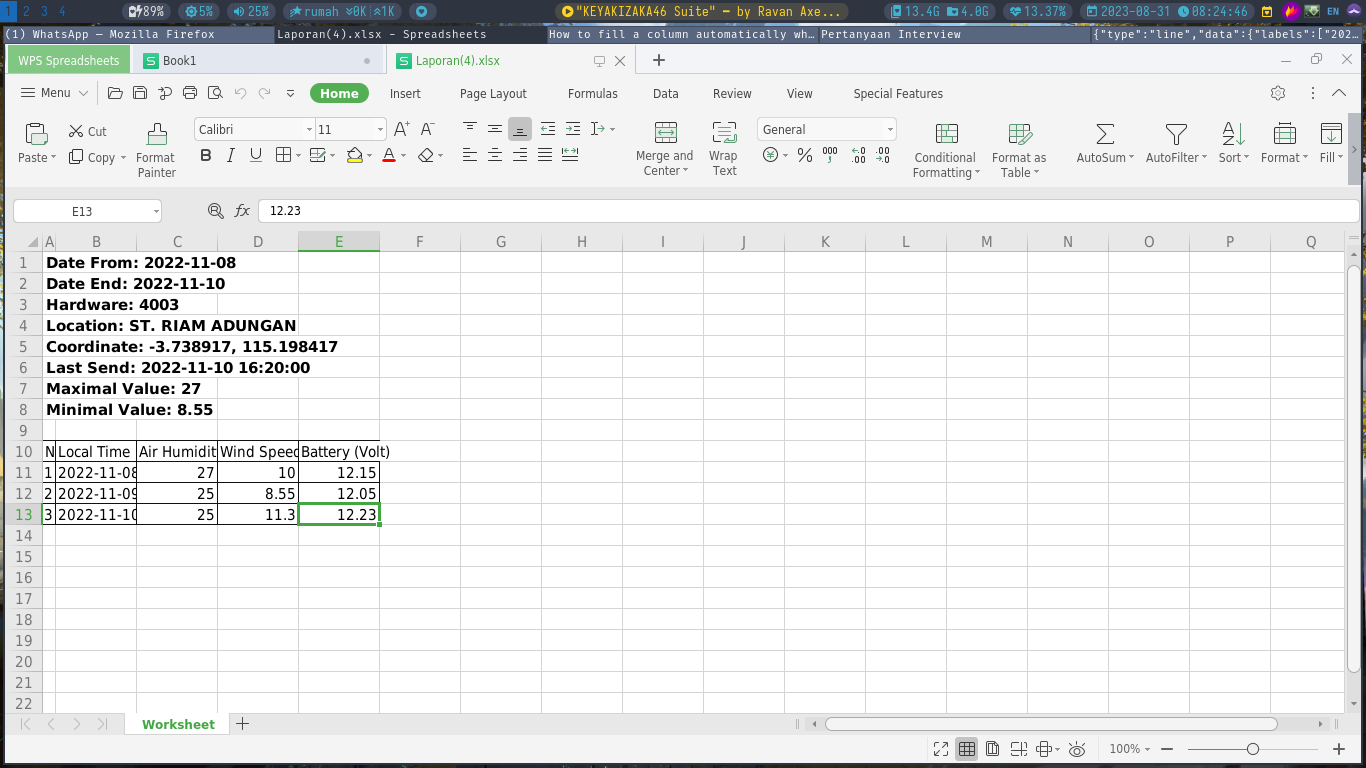 1 2 3 4 89% 5% 25% rumah 0K 1K "KEYAKIZAKA46 Suite" – by Ravan Axe... 13.4G 4.0G 13.37% 2023-08-31 08:24:46 EN
(1) WhatsApp — Mozilla Firefox Laporan(4).xlsx - Spreadsheets How to fill a column automatically wh… Pertanyaan Interview {"type":"line","data":{"labels":["202…
WPS Spreadsheets Book1 Laporan(4).xlsx
Menu Home Insert Page Layout Formulas Data Review View Special Features
Paste Cut Copy Format Painter Calibri 11 General
B I U A
Merge and Center Wrap Text Conditional Formatting Format as Table AutoSum AutoFilter Sort Format Fill
E13 fx 12.23
A B C D E F G H I J K L M N O P Q
1 Date From: 2022-11-08
2 Date End: 2022-11-10
3 Hardware: 4003
4 Location: ST. RIAM ADUNGAN
5 Coordinate: -3.738917, 115.198417
6 Last Send: 2022-11-10 16:20:00
7 Maximal Value: 27
8 Minimal Value: 8.55
9
10 N Local Time Air Humidit Wind Speed Battery (Volt)
11 1 2022-11-08 27 10 12.15
12 2 2022-11-09 25 8.55 12.05
13 3 2022-11-10 25 11.3 12.23
14
15
16
17
18
19
20
21
22
Worksheet
100%